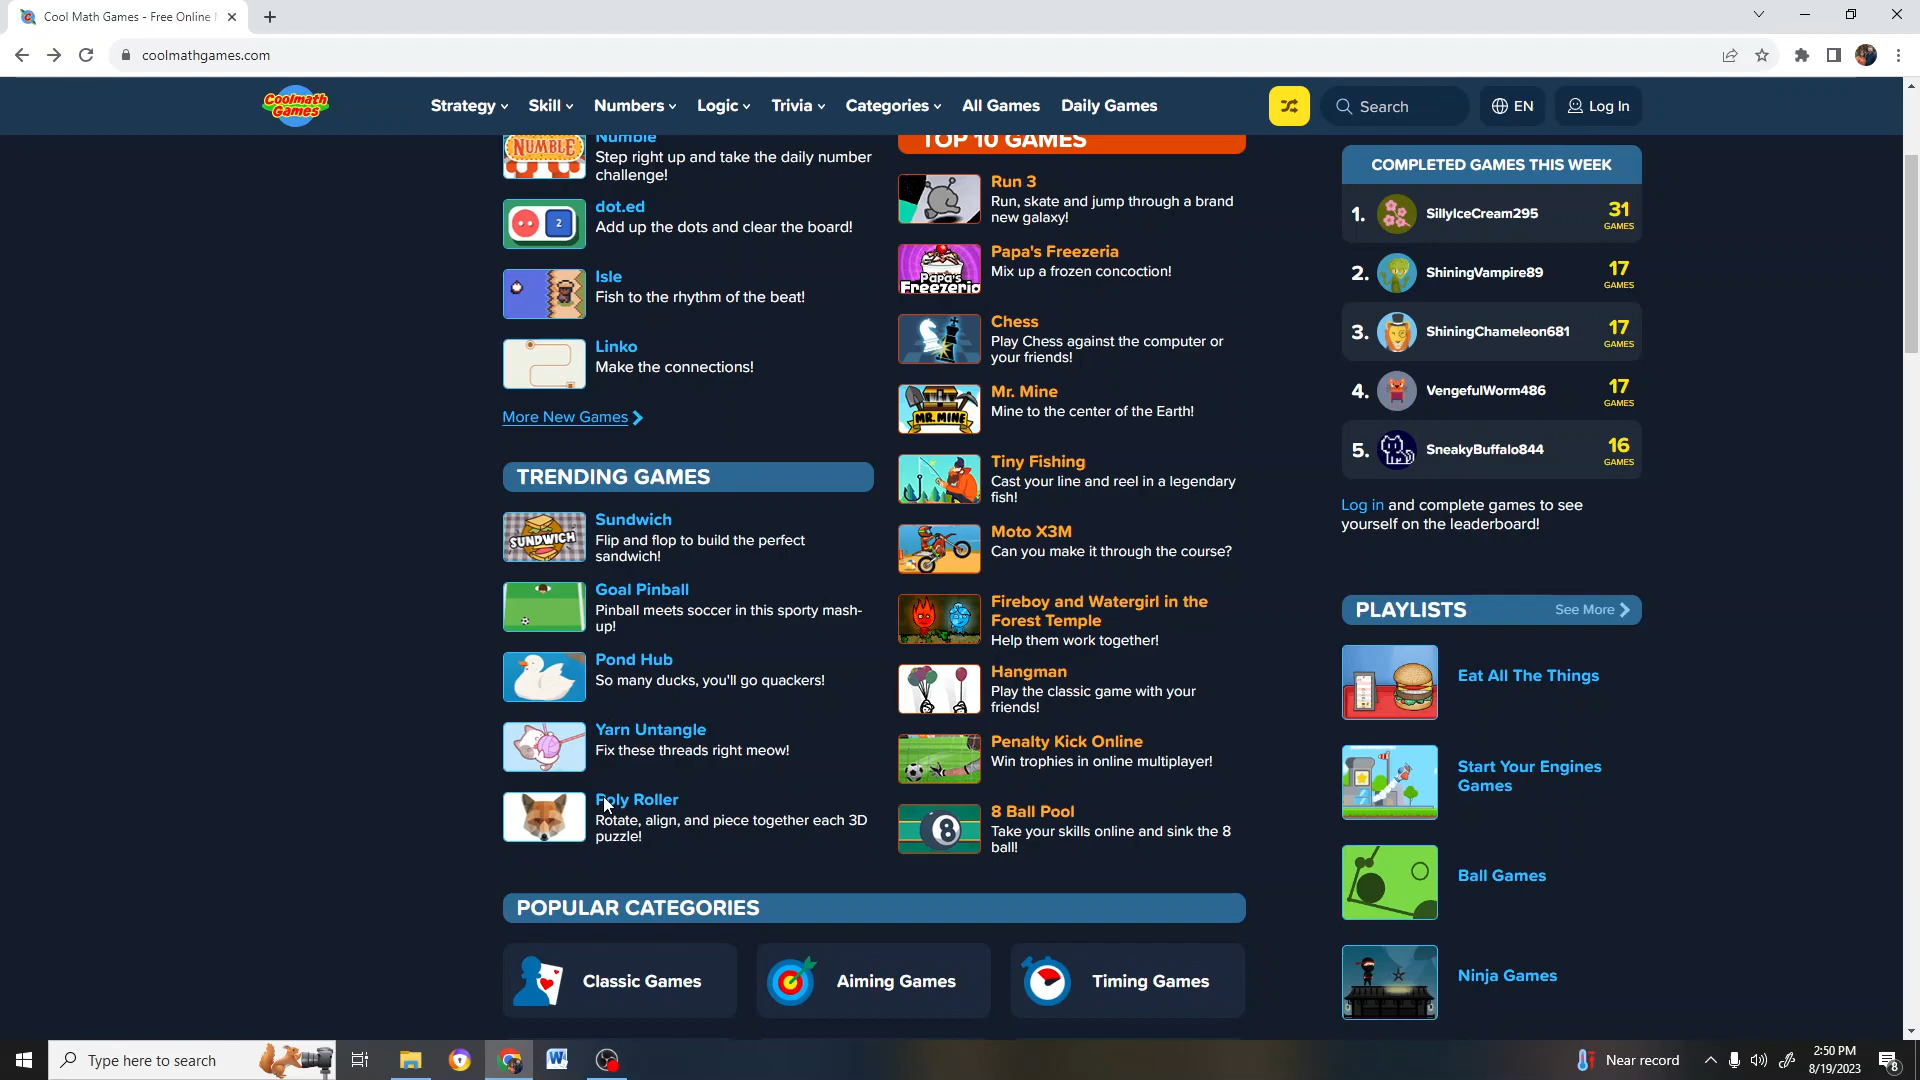 Cool Math Games - Free Online
coolmathgames.com
Coolmath Games
Strategy Skill Numbers Logic Trivia Categories All Games Daily Games Search EN Log In
Numble
NUMBLE
Step right up and take the daily number
challenge!
dot.ed
2
Add up the dots and clear the board!
Isle
Fish to the rhythm of the beat!
Linko
Make the connections!
More New Games
TRENDING GAMES
Sundwich
SUNDWICH
Flip and flop to build the perfect
sandwich!
Goal Pinball
Pinball meets soccer in this sporty mash-
up!
Pond Hub
So many ducks, you'll go quackers!
Yarn Untangle
Fix these threads right meow!
Poly Roller
Rotate, align, and piece together each 3D
puzzle!
TOP 10 GAMES
Run 3
Run, skate and jump through a brand
new galaxy!
Papa's Freezeria
Papa's Freezeria
Mix up a frozen concoction!
Chess
Play Chess against the computer or
your friends!
Mr. Mine
MR. MINE
Mine to the center of the Earth!
Tiny Fishing
Cast your line and reel in a legendary
fish!
Moto X3M
Can you make it through the course?
Fireboy and Watergirl in the
Forest Temple
Help them work together!
Hangman
Play the classic game with your
friends!
Penalty Kick Online
Win trophies in online multiplayer!
8 Ball Pool
8
Take your skills online and sink the 8
ball!
POPULAR CATEGORIES
Classic Games
Aiming Games
Timing Games
COMPLETED GAMES THIS WEEK
1. SillyIceCream295 31 GAMES
2. ShiningVampire89 17 GAMES
3. ShiningChameleon681 17 GAMES
4. VengefulWorm486 17 GAMES
5. SneakyBuffalo844 16 GAMES
Log in and complete games to see
yourself on the leaderboard!
PLAYLISTS See More
Eat All The Things
Start Your Engines
Games
Ball Games
Ninja Games
Type here to search
Near record
2:50 PM
8/19/2023
8